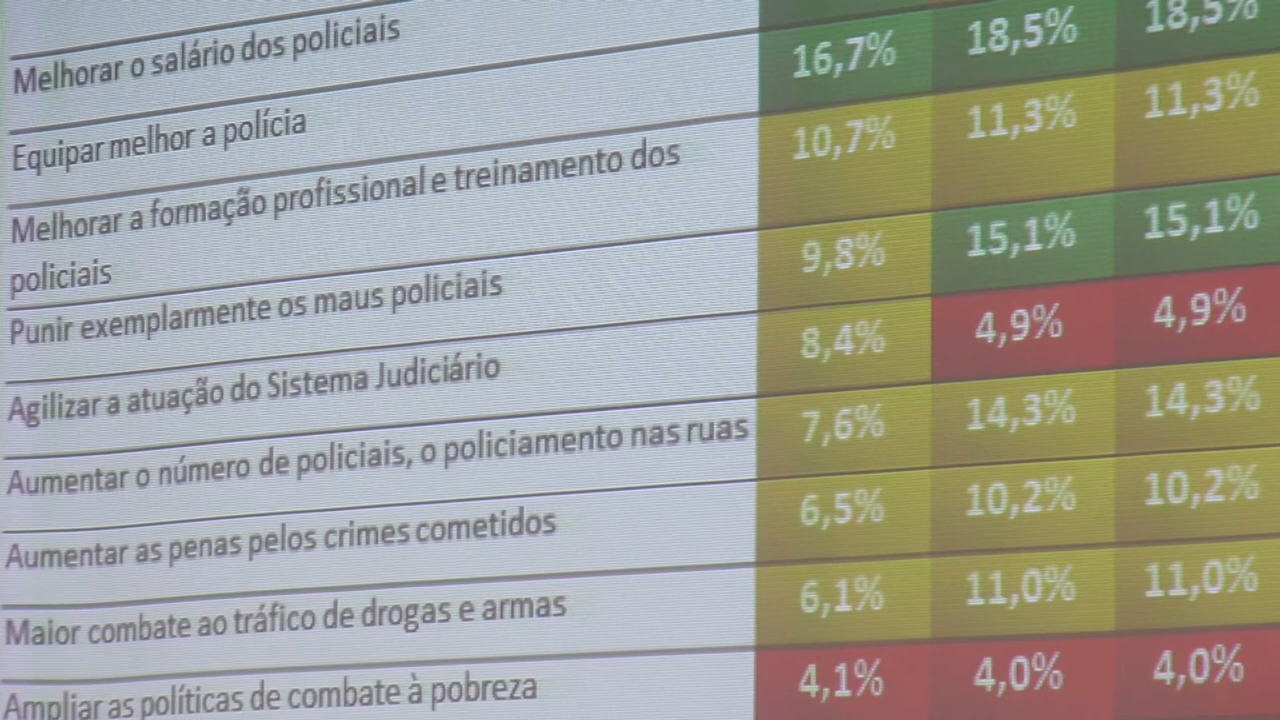 Melhorar o salário dos policiais 16,7% 18,5% 18,5%
Equipar melhor a polícia 10,7% 11,3% 11,3%
Melhorar a formação profissional e treinamento dos
policiais 9,8% 15,1% 15,1%
Punir exemplarmente os maus policiais 8,4% 4,9% 4,9%
Agilizar a atuação do Sistema Judiciário 7,6% 14,3% 14,3%
Aumentar o número de policiais, o policiamento nas ruas 6,5% 10,2% 10,2%
Aumentar as penas pelos crimes cometidos 6,1% 11,0% 11,0%
Maior combate ao tráfico de drogas e armas 4,1% 4,0% 4,0%
Ampliar as políticas de combate à pobreza